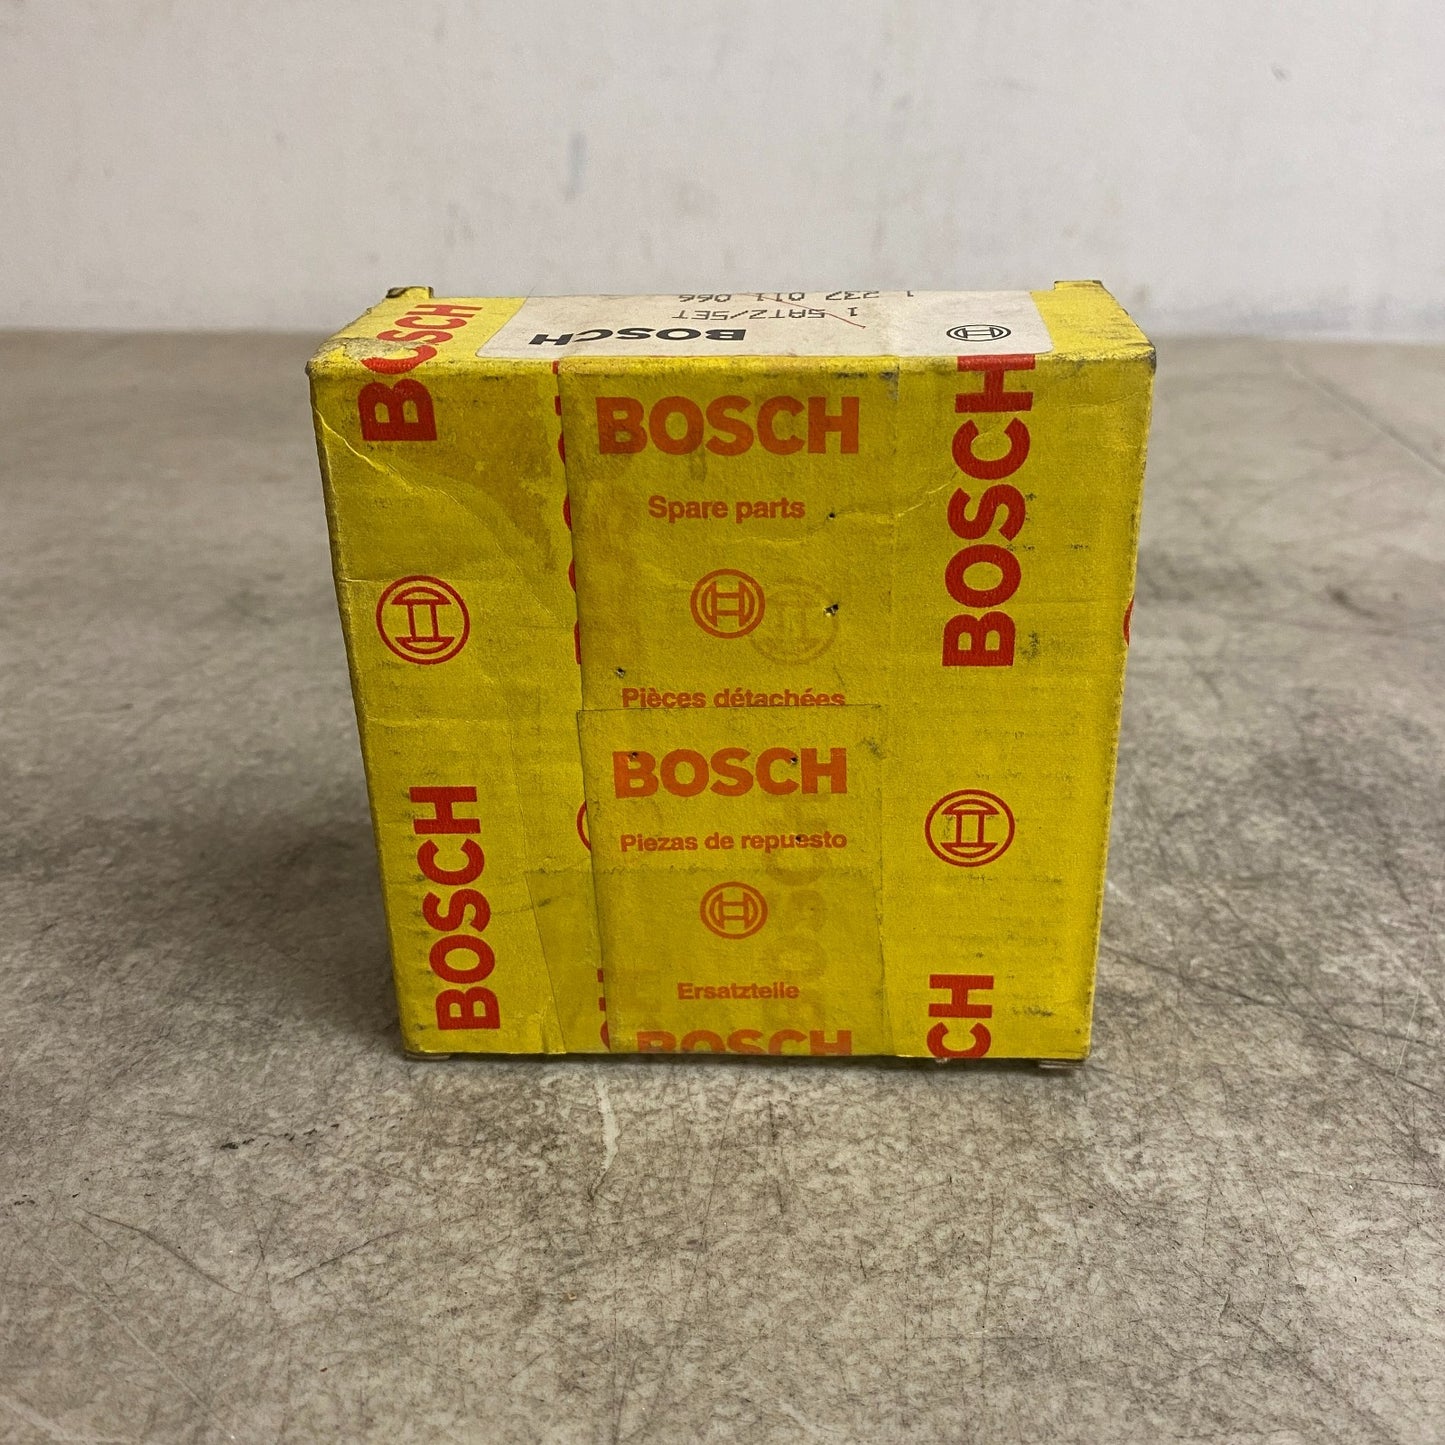 1 237 011 066
1 SATZ/SET
BOSCH
BOSCH
BOSCH
Spare parts
BOSCH
Pièces détachées
BOSCH
Piezas de repuesto
BOSCH
Ersatzteile
BOSCH
CH